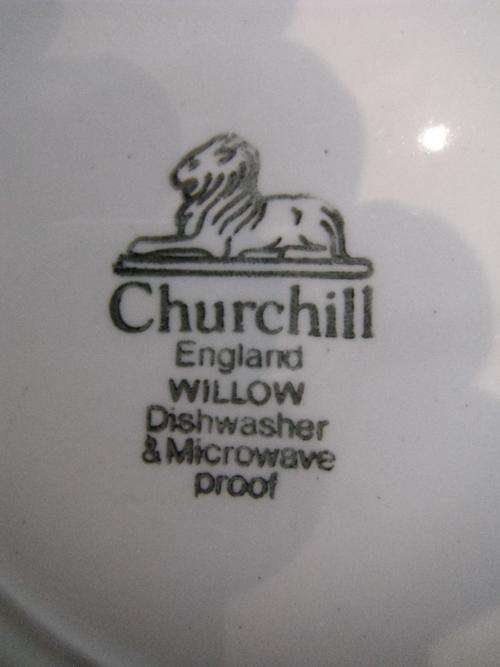 Churchill
England
WILLOW
Dishwasher
& Microwave
proof